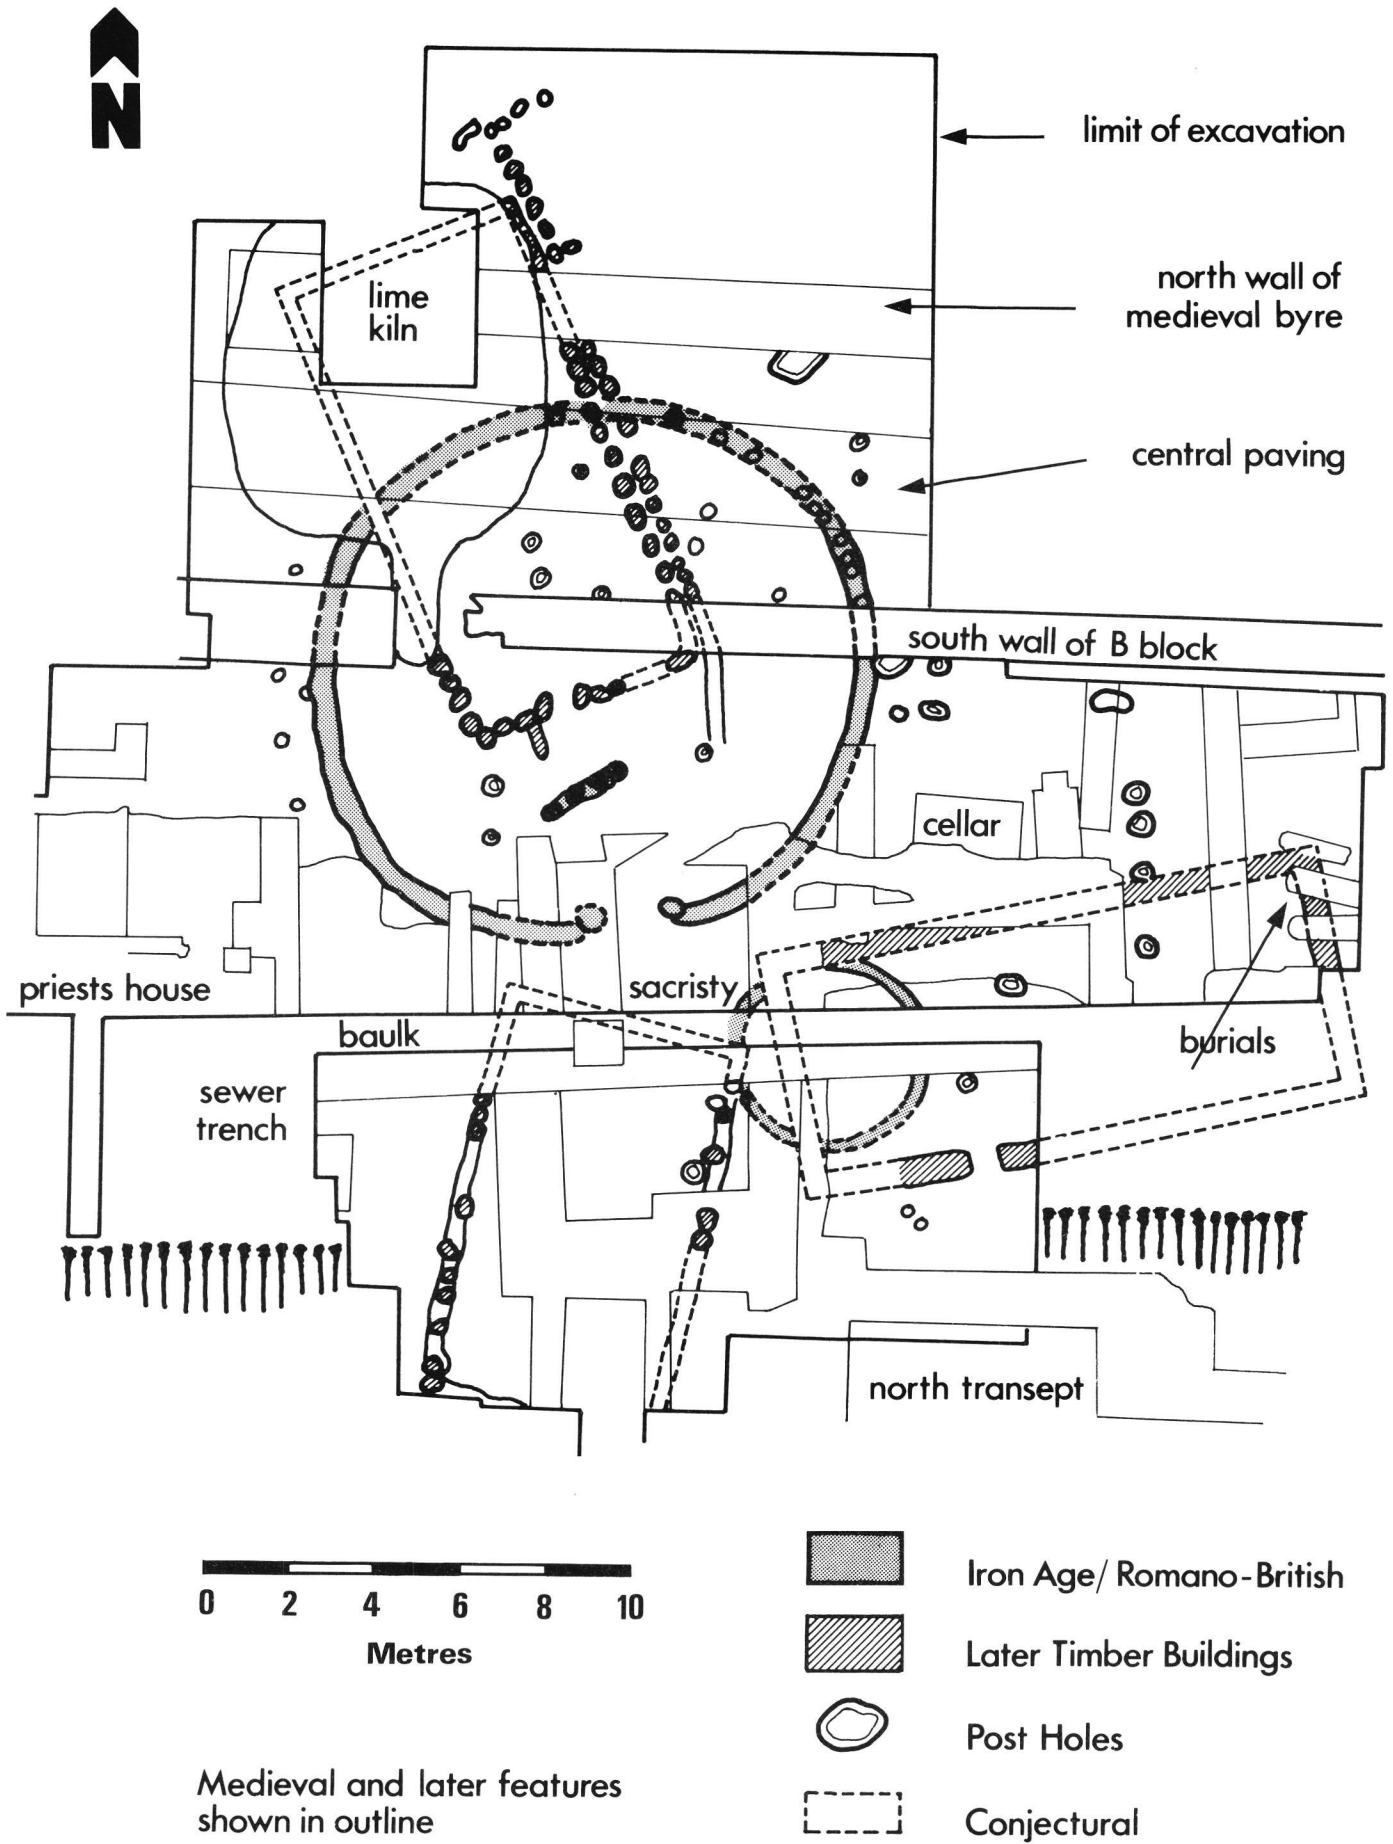 N
limit of excavation
north wall of
medieval byre
lime
kiln
central paving
south wall of B block
cellar
priests house
sacristy
baulk
burials
sewer
trench
north transept
0 2 4 6 8 10
Metres
Iron Age/ Romano-British
Later Timber Buildings
Post Holes
Conjectural
Medieval and later features
shown in outline